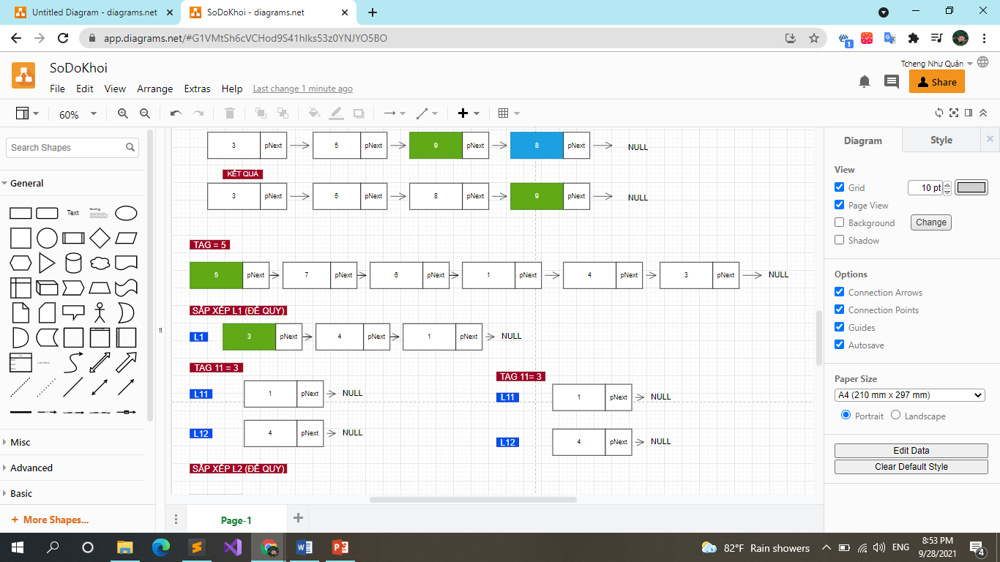 Untitled Diagram - diagrams.net
SoDoKhoi - diagrams.net
app.diagrams.net/#G1VMtSh6cVCHod9S41hIks53z0YNJYO5BO
1
SoDoKhoi
Tcheng Như Quân
File Edit View Arrange Extras Help Last change 1 minute ago
Share
60%
Search Shapes
General
Text
Heading
List Item
Misc
Advanced
Basic
+ More Shapes...
3 pNext 5 pNext 9 pNext 8 pNext NULL
KẾT QUẢ
3 pNext 5 pNext 8 pNext 9 pNext NULL
TAG = 5
5 pNext 7 pNext 6 pNext 1 pNext 4 pNext 3 pNext NULL
SẮP XẾP L1 (ĐỆ QUY)
L1 3 pNext 4 pNext 1 pNext NULL
TAG 11 = 3
L11 1 pNext NULL
L12 4 pNext NULL
TAG 11= 3
L11 1 pNext NULL
L12 4 pNext NULL
SẮP XẾP L2 (ĐỆ QUY)
Page-1
Diagram Style
View
Grid 10 pt
Page View
Background Change
Shadow
Options
Connection Arrows
Connection Points
Guides
Autosave
Paper Size
A4 (210 mm x 297 mm)
Portrait Landscape
Edit Data
Clear Default Style
82°F Rain showers
ENG
8:53 PM
9/28/2021
4